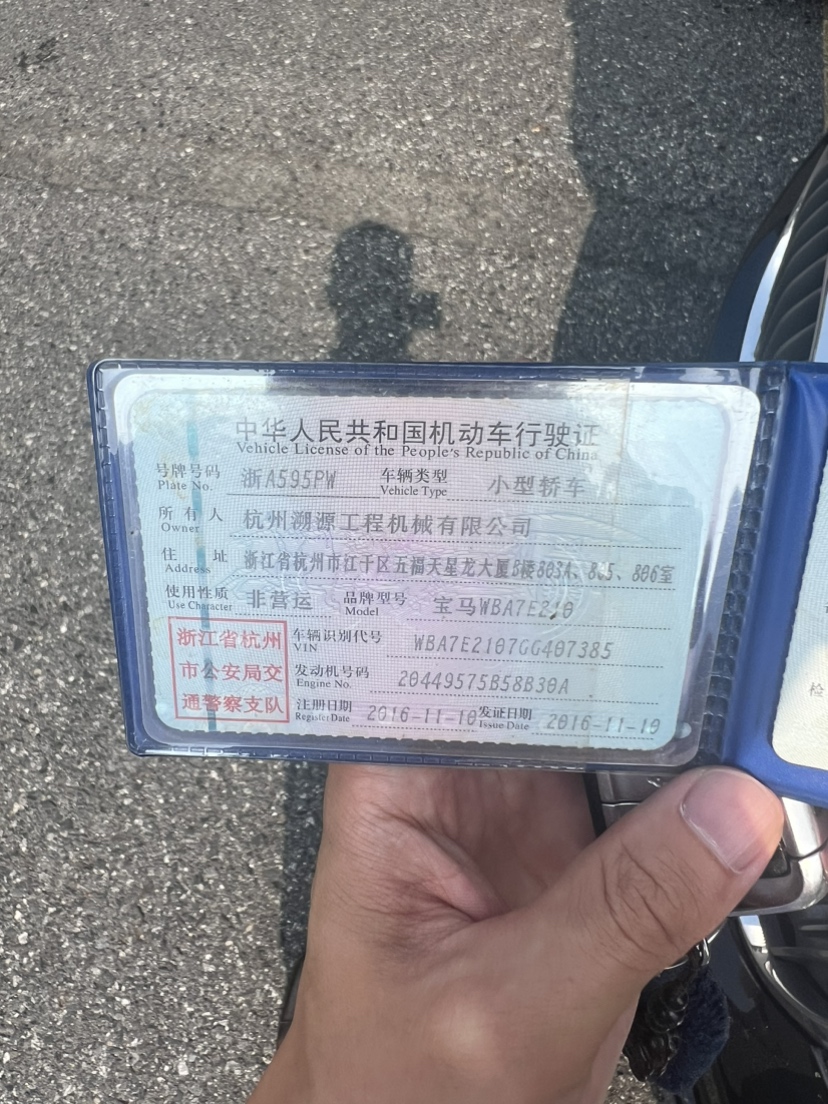 中华人民共和国机动车行驶证
Vehicle License of the People's Republic of China
号牌号码 浙A595PW 车辆类型 小型轿车
Plate No. Vehicle Type
所有人 杭州溯源工程机械有限公司
Owner
住址 浙江省杭州市江干区五福天星龙大厦B楼803A、805、806室
Address
使用性质 非营运 品牌型号 宝马WBA7E210
Use Character Model
浙江省杭州
市公安局交
通警察支队
车辆识别代号 WBA7E2107GG407385
VIN
发动机号码 20449575B58B30A
Engine No.
注册日期 2016-11-10 发证日期 2016-11-10
Register Date Issue Date
检